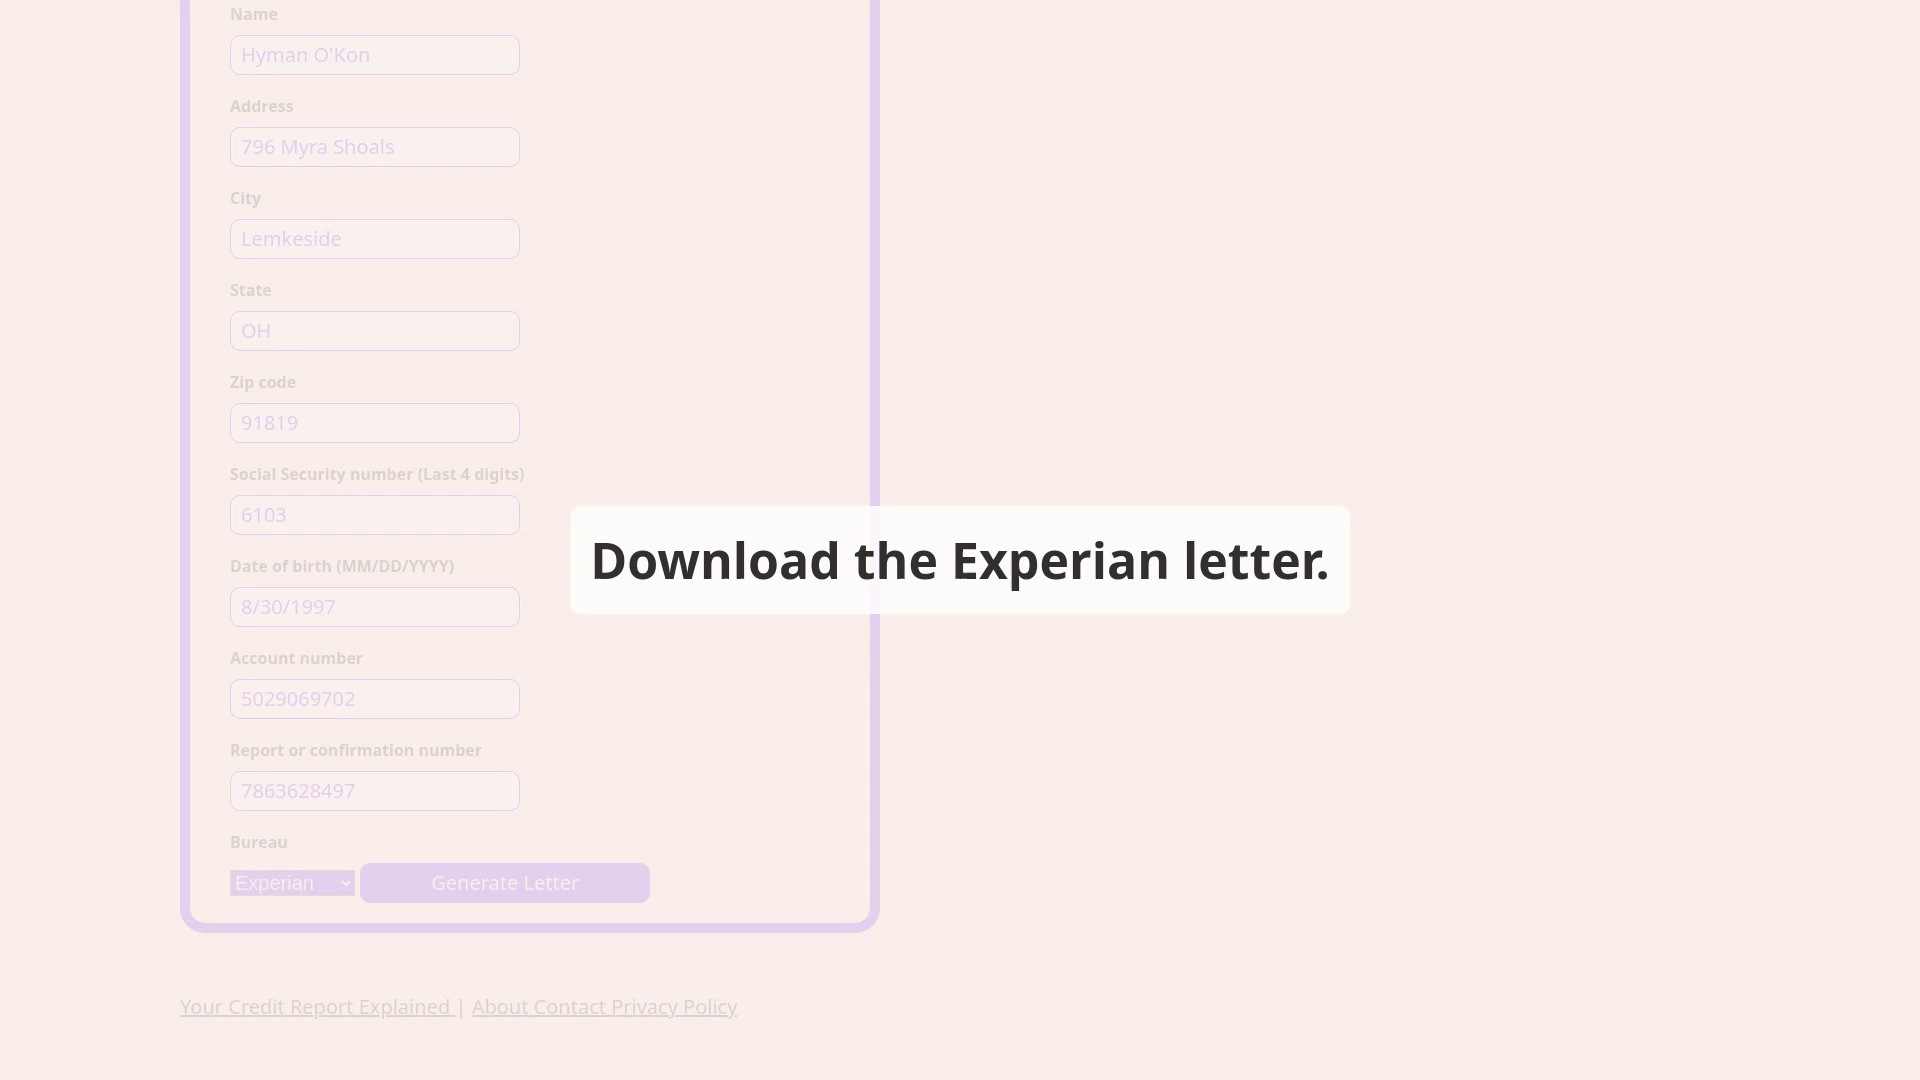 Name
Hyman O'Kon
Address
796 Myra Shoals
City
Lemkeside
State
OH
Zip code
91819
Social Security number (Last 4 digits)
6103
Download the Experian letter.
Date of birth (MM/DD/YYYY)
8/30/1997
Account number
5029069702
Report or confirmation number
7863628497
Bureau
Experian Generate Letter
Your Credit Report Explained | About Contact Privacy Policy